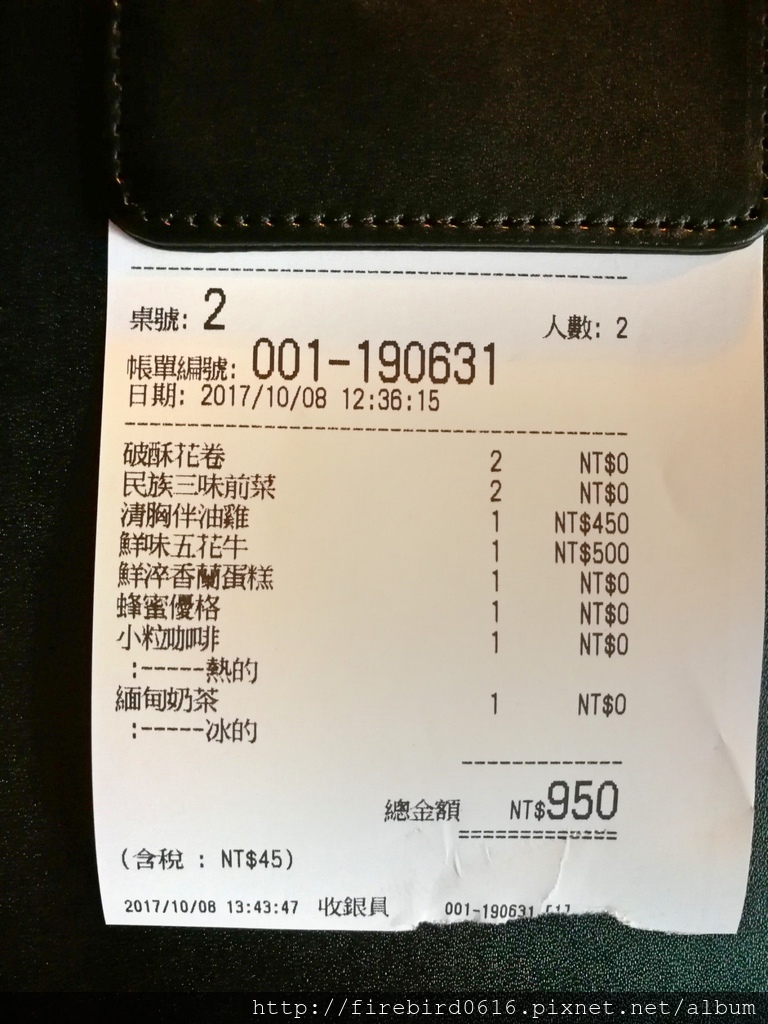 桌號: 2 人數: 2
帳單編號: 001-190631
日期: 2017/10/08 12:36:15
破酥花卷 2 NT$0
民族三味前菜 2 NT$0
清胸伴油雞 1 NT$450
鮮味五花牛 1 NT$500
鮮淬香蘭蛋糕 1 NT$0
蜂蜜優格 1 NT$0
小粒咖啡 1 NT$0
:-----熱的
緬甸奶茶 1 NT$0
:-----冰的
總金額 NT$950
(含稅 : NT$45)
2017/10/08 13:43:47 收銀員 001-190631
http://firebird0616.pixnet.net/album